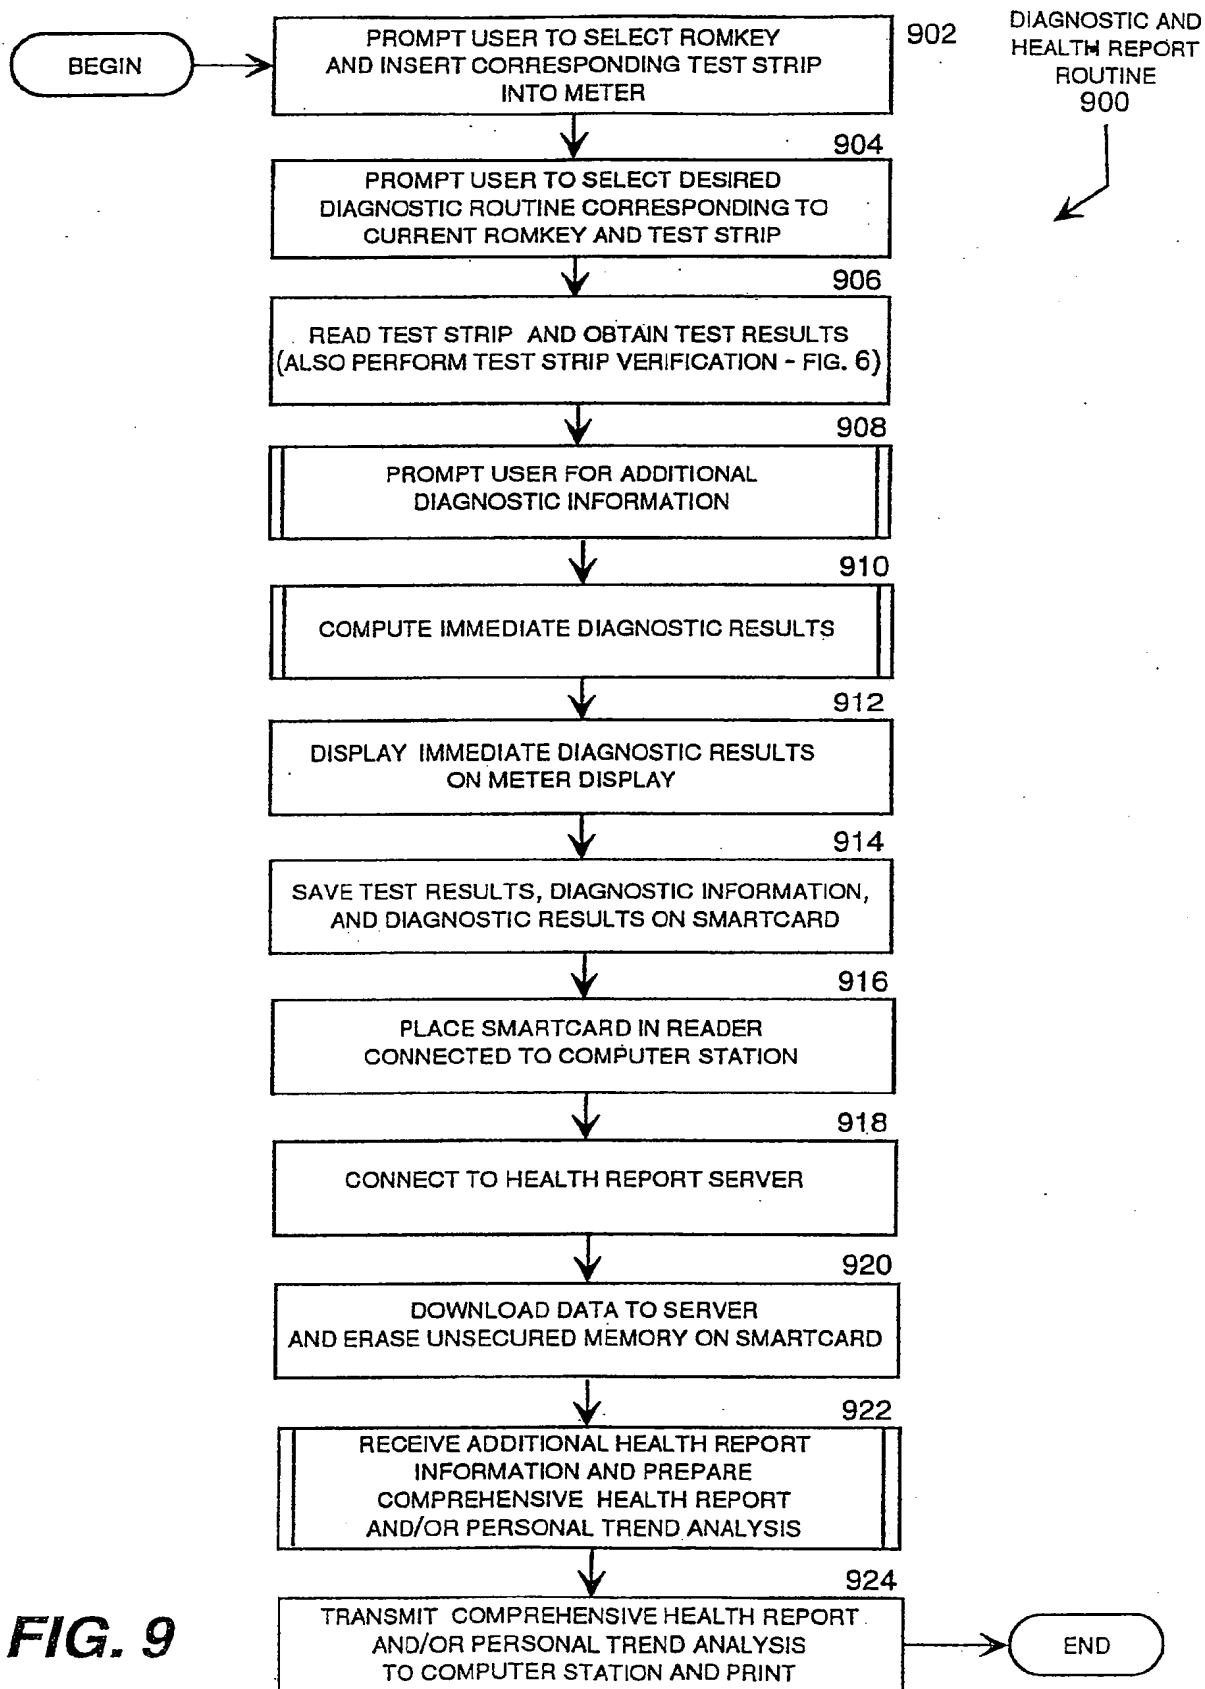 BEGIN
PROMPT USER TO SELECT ROMKEY
AND INSERT CORRESPONDING TEST STRIP
INTO METER
902
DIAGNOSTIC AND
HEALTH REPORT
ROUTINE
900
904
PROMPT USER TO SELECT DESIRED
DIAGNOSTIC ROUTINE CORRESPONDING TO
CURRENT ROMKEY AND TEST STRIP
906
READ TEST STRIP AND OBTAIN TEST RESULTS
(ALSO PERFORM TEST STRIP VERIFICATION - FIG. 6)
908
PROMPT USER FOR ADDITIONAL
DIAGNOSTIC INFORMATION
910
COMPUTE IMMEDIATE DIAGNOSTIC RESULTS
912
DISPLAY IMMEDIATE DIAGNOSTIC RESULTS
ON METER DISPLAY
914
SAVE TEST RESULTS, DIAGNOSTIC INFORMATION,
AND DIAGNOSTIC RESULTS ON SMARTCARD
916
PLACE SMARTCARD IN READER
CONNECTED TO COMPUTER STATION
918
CONNECT TO HEALTH REPORT SERVER
920
DOWNLOAD DATA TO SERVER
AND ERASE UNSECURED MEMORY ON SMARTCARD
922
RECEIVE ADDITIONAL HEALTH REPORT
INFORMATION AND PREPARE
COMPREHENSIVE HEALTH REPORT
AND/OR PERSONAL TREND ANALYSIS
924
TRANSMIT COMPREHENSIVE HEALTH REPORT
AND/OR PERSONAL TREND ANALYSIS
TO COMPUTER STATION AND PRINT
END
FIG. 9